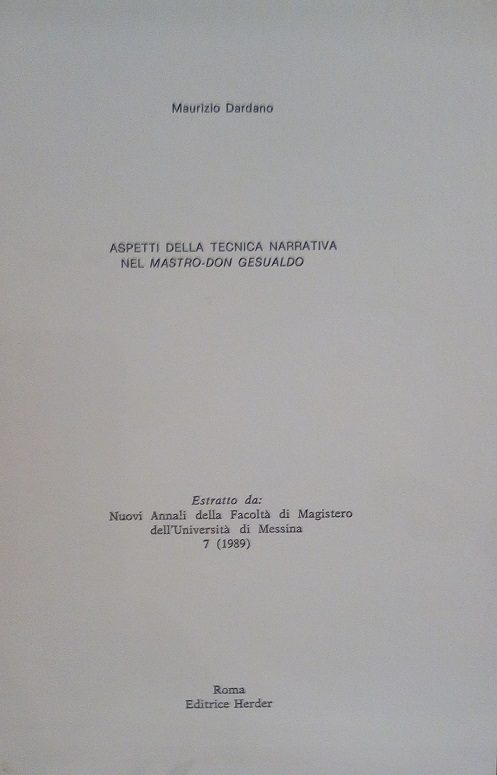 Maurizio Dardano
ASPETTI DELLA TECNICA NARRATIVA
NEL MASTRO-DON GESUALDO
Estratto da:
Nuovi Annali della Facoltà di Magistero
dell'Università di Messina
7 (1989)
Roma
Editrice Herder